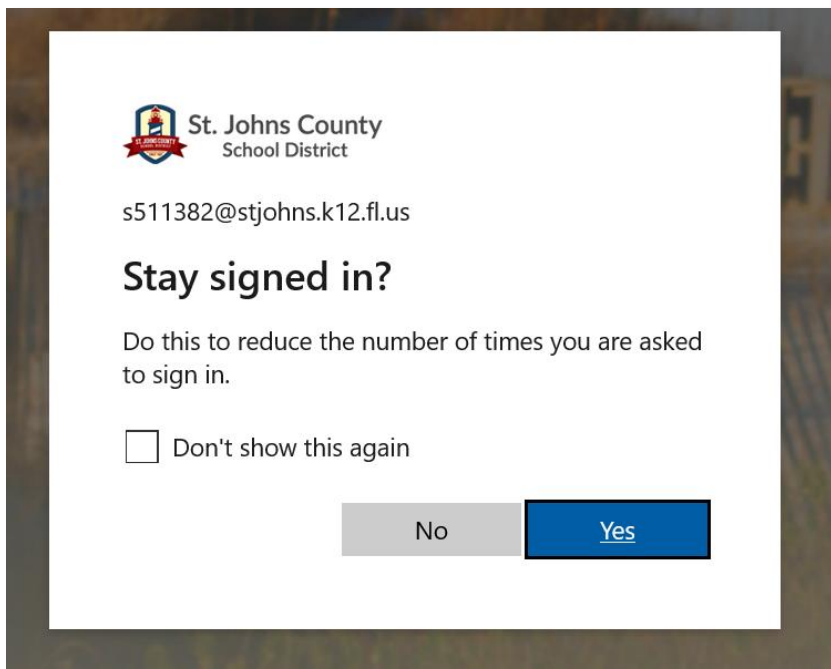 St. Johns County
School District
s511382@stjohns.k12.fl.us
Stay signed in?
Do this to reduce the number of times you are asked
to sign in.
Don't show this again
No
Yes